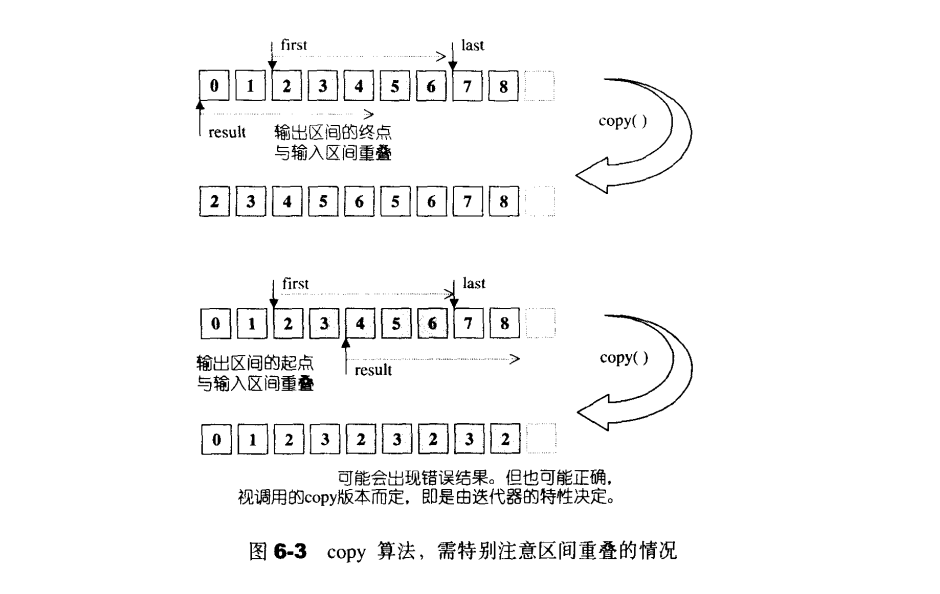 first last
0 1 2 3 4 5 6 7 8
result 输出区间的终点
与输入区间重叠
copy( )
2 3 4 5 6 5 6 7 8
first last
0 1 2 3 4 5 6 7 8
输出区间的起点
与输入区间重叠
result
copy( )
0 1 2 3 2 3 2 3 2
可能会出现错误结果。但也可能正确，
视调用的copy版本而定，即是由迭代器的特性决定。
图 6-3 copy 算法，需特别注意区间重叠的情况